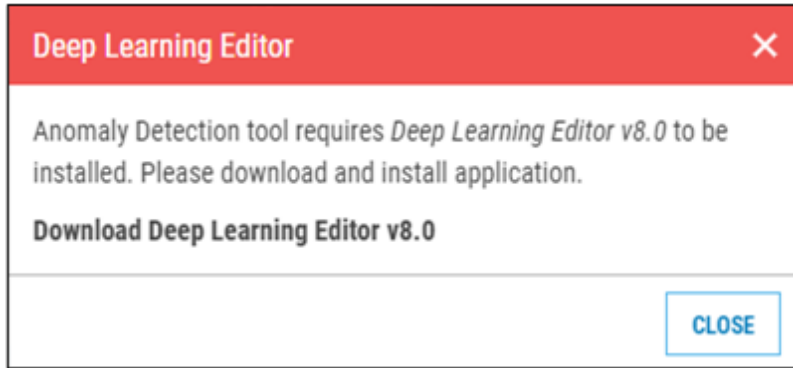 Deep Learning Editor
Anomaly Detection tool requires Deep Learning Editor v8.0 to be
installed. Please download and install application.
Download Deep Learning Editor v8.0
CLOSE